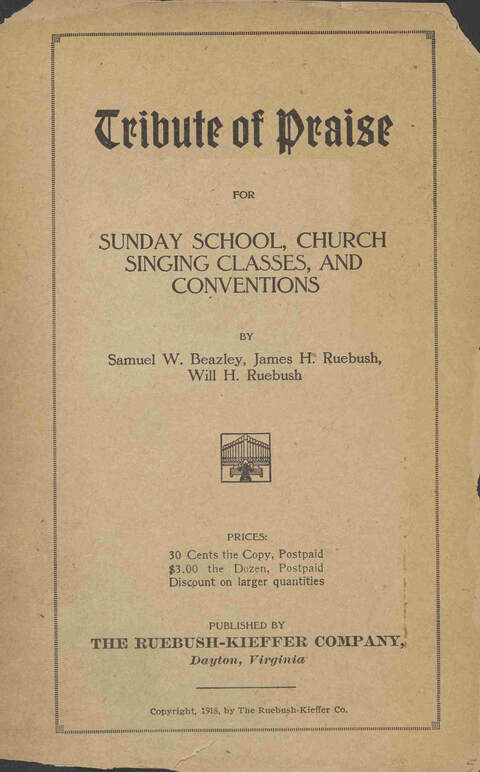 Tribute of Praise
FOR
SUNDAY SCHOOL, CHURCH
SINGING CLASSES, AND
CONVENTIONS
BY
Samuel W. Beazley, James H. Ruebush,
Will H. Ruebush
PRICES:
30 Cents the Copy, Postpaid
$3.00 the Dozen, Postpaid
Discount on larger quantities
PUBLISHED BY
THE RUEBUSH-KIEFFER COMPANY,
Dayton, Virginia
Copyright, 1918, by The Ruebush-Kieffer Co.